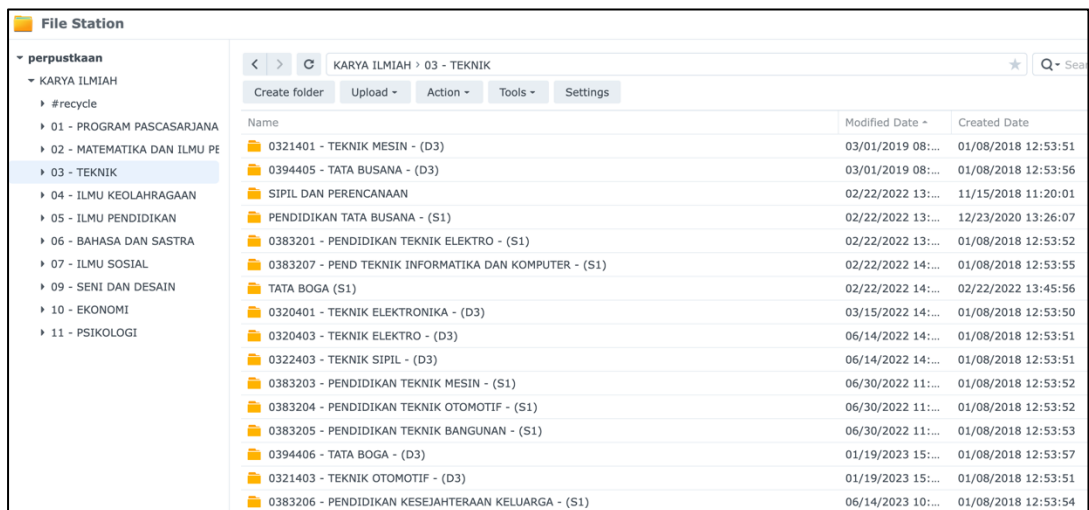 File Station
perpustkaan
KARYA ILMIAH
#recycle
01 - PROGRAM PASCASARJANA
02 - MATEMATIKA DAN ILMU PE
03 - TEKNIK
04 - ILMU KEOLAHRAGAAN
05 - ILMU PENDIDIKAN
06 - BAHASA DAN SASTRA
07 - ILMU SOSIAL
09 - SENI DAN DESAIN
10 - EKONOMI
11 - PSIKOLOGI
KARYA ILMIAH > 03 - TEKNIK
Sear
Create folder Upload Action Tools Settings
Name Modified Date Created Date
0321401 - TEKNIK MESIN - (D3) 03/01/2019 08:... 01/08/2018 12:53:51
0394405 - TATA BUSANA - (D3) 03/01/2019 08:... 01/08/2018 12:53:56
SIPIL DAN PERENCANAAN 02/22/2022 13:... 11/15/2018 11:20:01
PENDIDIKAN TATA BUSANA - (S1) 02/22/2022 13:... 12/23/2020 13:26:07
0383201 - PENDIDIKAN TEKNIK ELEKTRO - (S1) 02/22/2022 13:... 01/08/2018 12:53:52
0383207 - PEND TEKNIK INFORMATIKA DAN KOMPUTER - (S1) 02/22/2022 14:... 01/08/2018 12:53:55
TATA BOGA (S1) 02/22/2022 14:... 02/22/2022 13:45:56
0320401 - TEKNIK ELEKTRONIKA - (D3) 03/15/2022 14:... 01/08/2018 12:53:50
0320403 - TEKNIK ELEKTRO - (D3) 06/14/2022 14:... 01/08/2018 12:53:51
0322403 - TEKNIK SIPIL - (D3) 06/14/2022 14:... 01/08/2018 12:53:51
0383203 - PENDIDIKAN TEKNIK MESIN - (S1) 06/30/2022 11:... 01/08/2018 12:53:52
0383204 - PENDIDIKAN TEKNIK OTOMOTIF - (S1) 06/30/2022 11:... 01/08/2018 12:53:52
0383205 - PENDIDIKAN TEKNIK BANGUNAN - (S1) 06/30/2022 11:... 01/08/2018 12:53:53
0394406 - TATA BOGA - (D3) 01/19/2023 15:... 01/08/2018 12:53:57
0321403 - TEKNIK OTOMOTIF - (D3) 01/19/2023 15:... 01/08/2018 12:53:51
0383206 - PENDIDIKAN KESEJAHTERAAN KELUARGA - (S1) 06/14/2023 10:... 01/08/2018 12:53:54